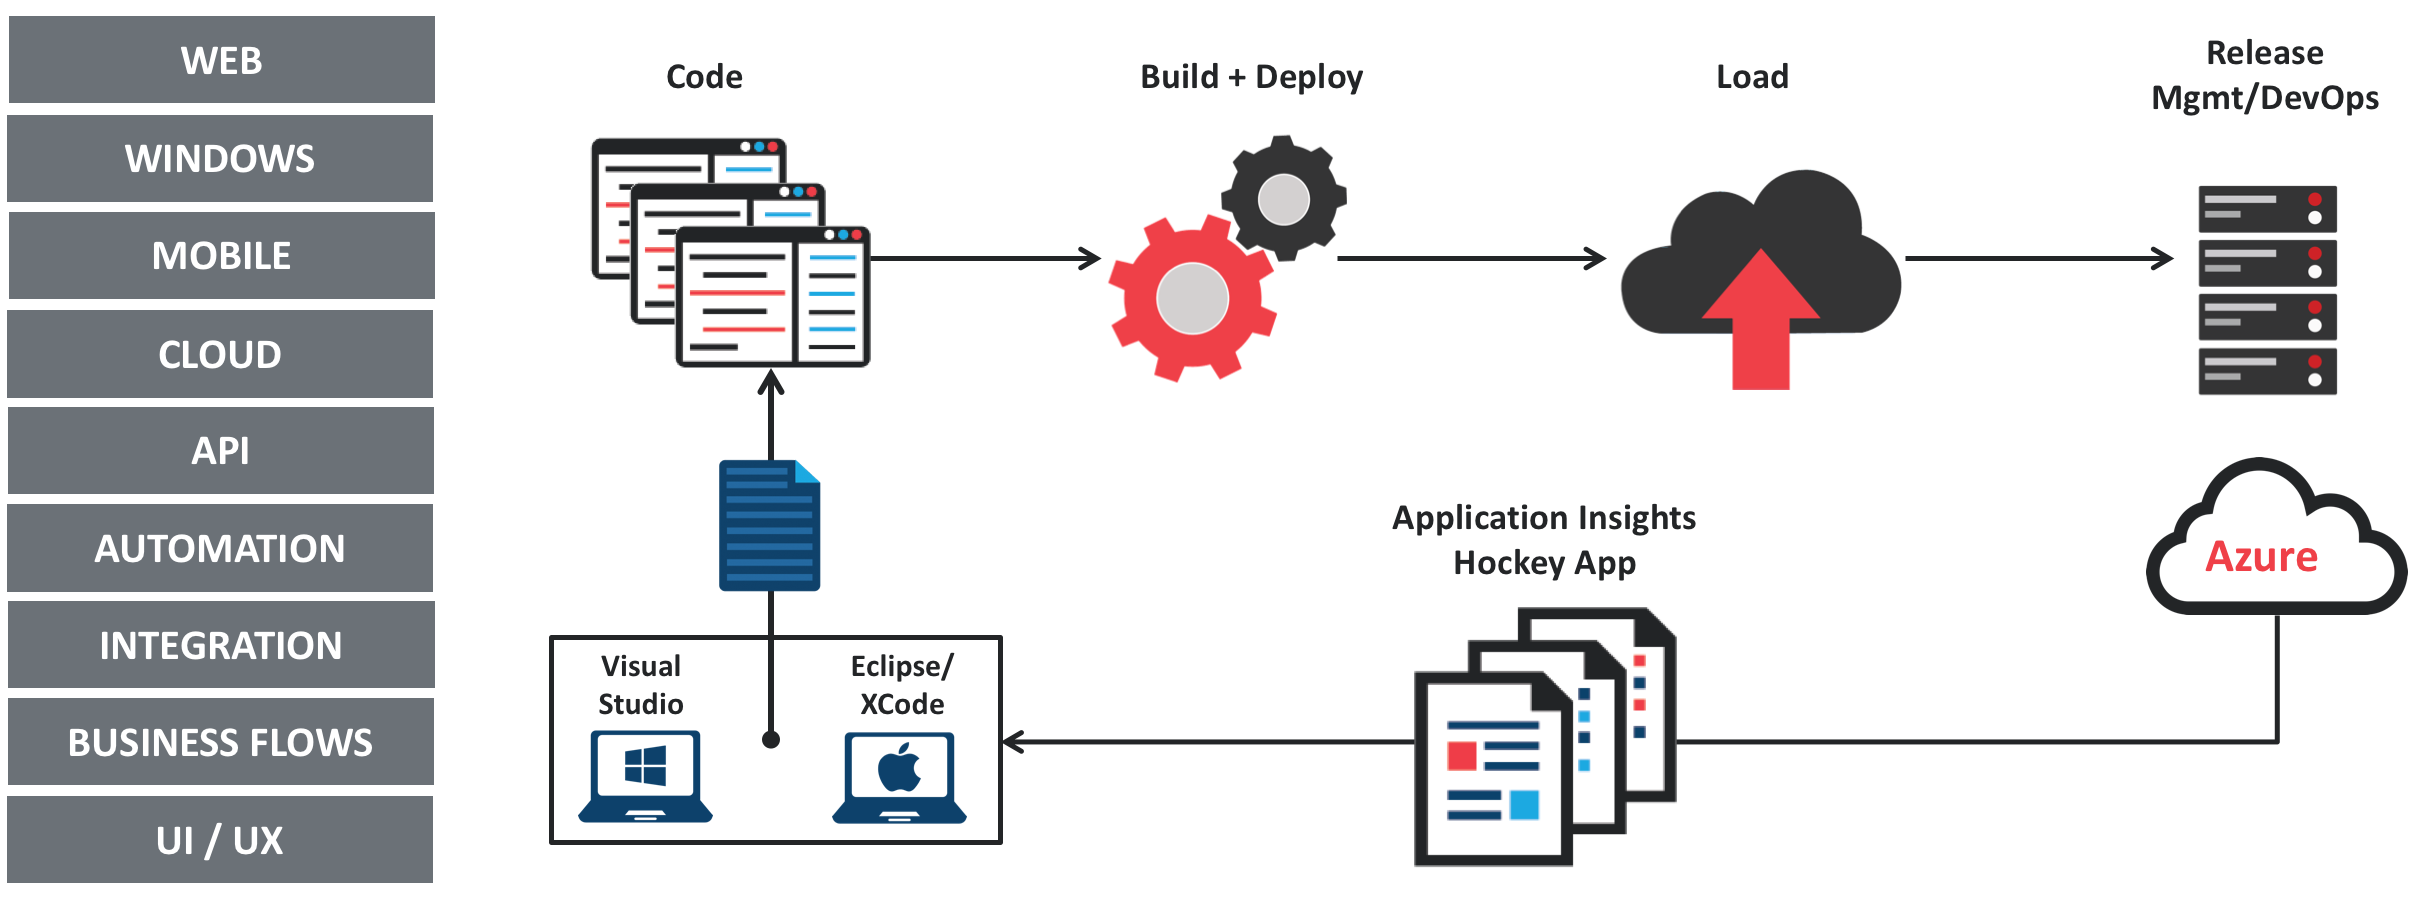 WEB
WINDOWS
MOBILE
CLOUD
API
AUTOMATION
INTEGRATION
BUSINESS FLOWS
UI / UX
Code
Build + Deploy
Load
Release
Mgmt/DevOps
Azure
Application Insights
Hockey App
Visual
Studio
Eclipse/
XCode